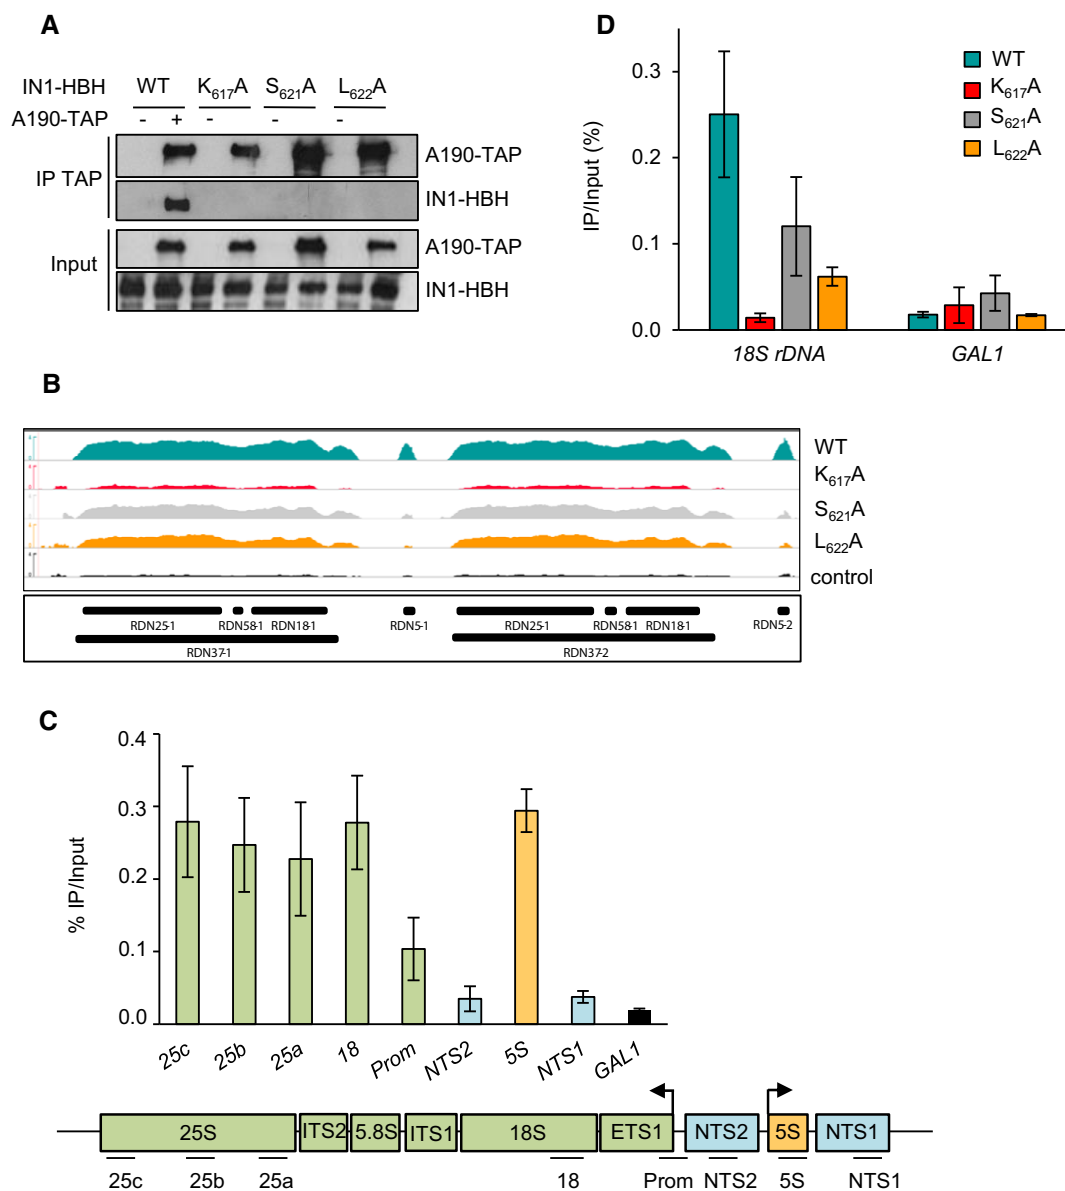 A
IN1-HBH WT K617A S621A L622A
A190-TAP - + - - -
IP TAP
A190-TAP
IN1-HBH
Input
A190-TAP
IN1-HBH
D
IP/Input (%)
0.3
0.2
0.1
0.0
WT
K617A
S621A
L622A
18S rDNA GAL1
B
WT
K617A
S621A
L622A
control
RDN25-1 RDN58-1 RDN18-1 RDN5-1 RDN25-1 RDN58-1 RDN18-1 RDN5-2
RDN37-1 RDN37-2
C
% IP/Input
0.4
0.3
0.2
0.1
0.0
25c 25b 25a 18 Prom NTS2 5S NTS1 GAL1
25S ITS2 5.8S ITS1 18S ETS1 NTS2 5S NTS1
25c 25b 25a 18 Prom NTS2 5S NTS1